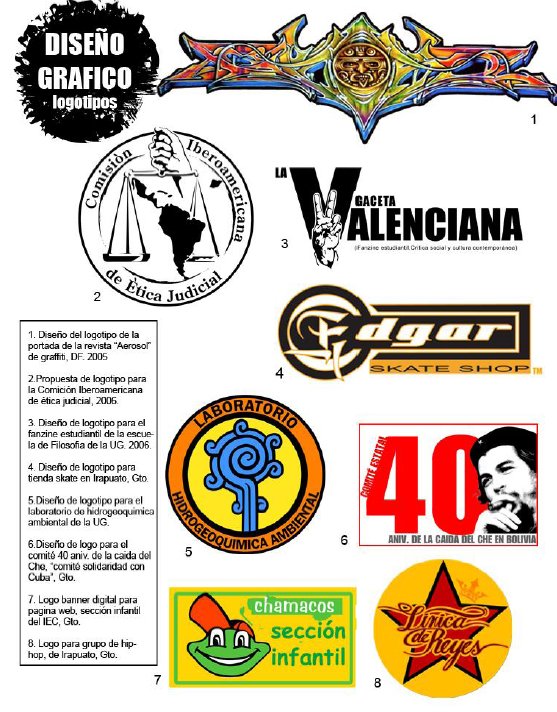 DISEÑO
GRAFICO
logotipos
1
Comisión Iberoamericana
de Ètica Judicial
2
LA
GACETA
VALENCIANA
(Fanzine estudiantil.Crítica social y cultura contemporánea)
3
Edgar
SKATE SHOP TM
4
1. Diseño del logotipo de la
portada de la revista "Aerosol"
de graffiti, DF. 2005
2.Propuesta de logotipo para
la Comición Iberoamericana
de ética judicial, 2006.
3. Diseño de logotipo para el
fanzine estudiantil de la escue-
la de Filosofia de la UG. 2006.
4. Diseño de logotipo para
tienda skate en Irapuato, Gto.
5.Diseño de logotipo para el
laboratorio de hidrogeoquimica
ambiental de la UG.
6.Diseño de logo para el
comité 40 aniv. de la caida del
Che, "comité solidaridad con
Cuba", Gto.
7. Logo banner digital para
pagina web, sección infantil
del IEC, Gto.
8. Logo para grupo de hip-
hop, de Irapuato, Gto.
LABORATORIO
HIDROGEOQUIMICA AMBIENTAL
5
COMITÉ ESTATAL
40
ANIV. DE LA CAIDA DEL CHE EN BOLIVIA
6
chamacos
sección
infantil
7
Lírica
de Reyes
8